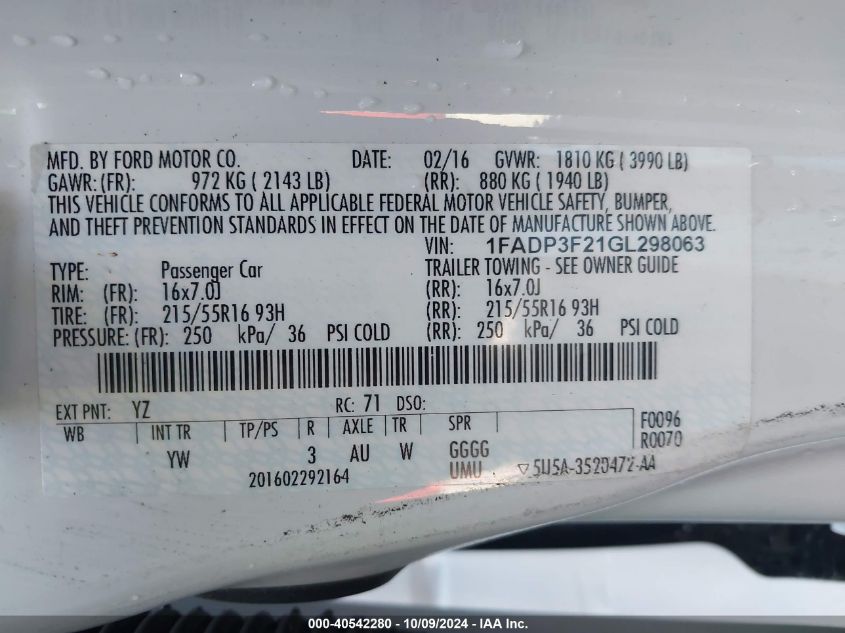 MFD. BY FORD MOTOR CO. DATE: 02/16 GVWR: 1810 KG ( 3990 LB)
GAWR: (FR): 972 KG ( 2143 LB) (RR): 880 KG ( 1940 LB)
THIS VEHICLE CONFORMS TO ALL APPLICABLE FEDERAL MOTOR VEHICLE SAFETY, BUMPER,
AND THEFT PREVENTION STANDARDS IN EFFECT ON THE DATE OF MANUFACTURE SHOWN ABOVE.
VIN: 1FADP3F21GL298063
TYPE: Passenger Car TRAILER TOWING - SEE OWNER GUIDE
RIM: (FR): 16x7.0J (RR): 16x7.0J
TIRE: (FR): 215/55R16 93H (RR): 215/55R16 93H
PRESSURE: (FR): 250 kPa/ 36 PSI COLD (RR): 250 kPa/ 36 PSI COLD
EXT PNT: YZ RC: 71 DSO:
WB INT TR TP/PS R AXLE TR SPR F0096
R0070
YW 3 AU W GGGG
201602292164 UMU ▽ 5U5A-3520472-AA
000-40542280 - 10/09/2024 - IAA Inc.